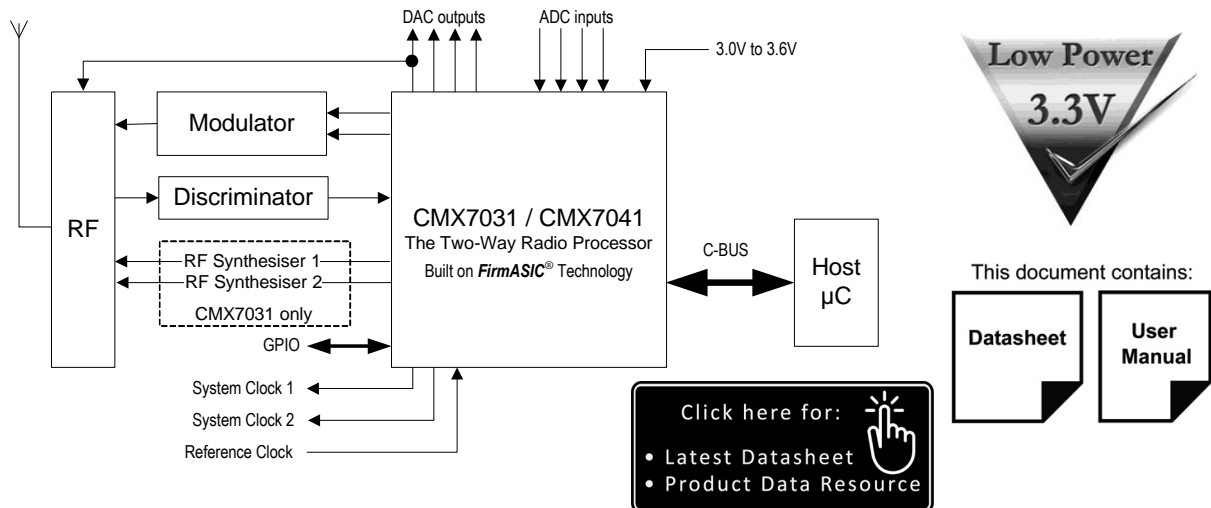 DAC outputs
ADC inputs
3.0V to 3.6V
Low Power
3.3V
Modulator
Discriminator
RF
CMX7031 / CMX7041
The Two-Way Radio Processor
Built on FirmASIC® Technology
RF Synthesiser 1
RF Synthesiser 2
CMX7031 only
C-BUS
Host
µC
GPIO
System Clock 1
System Clock 2
Reference Clock
This document contains:
Datasheet
User
Manual
Click here for:
• Latest Datasheet
• Product Data Resource